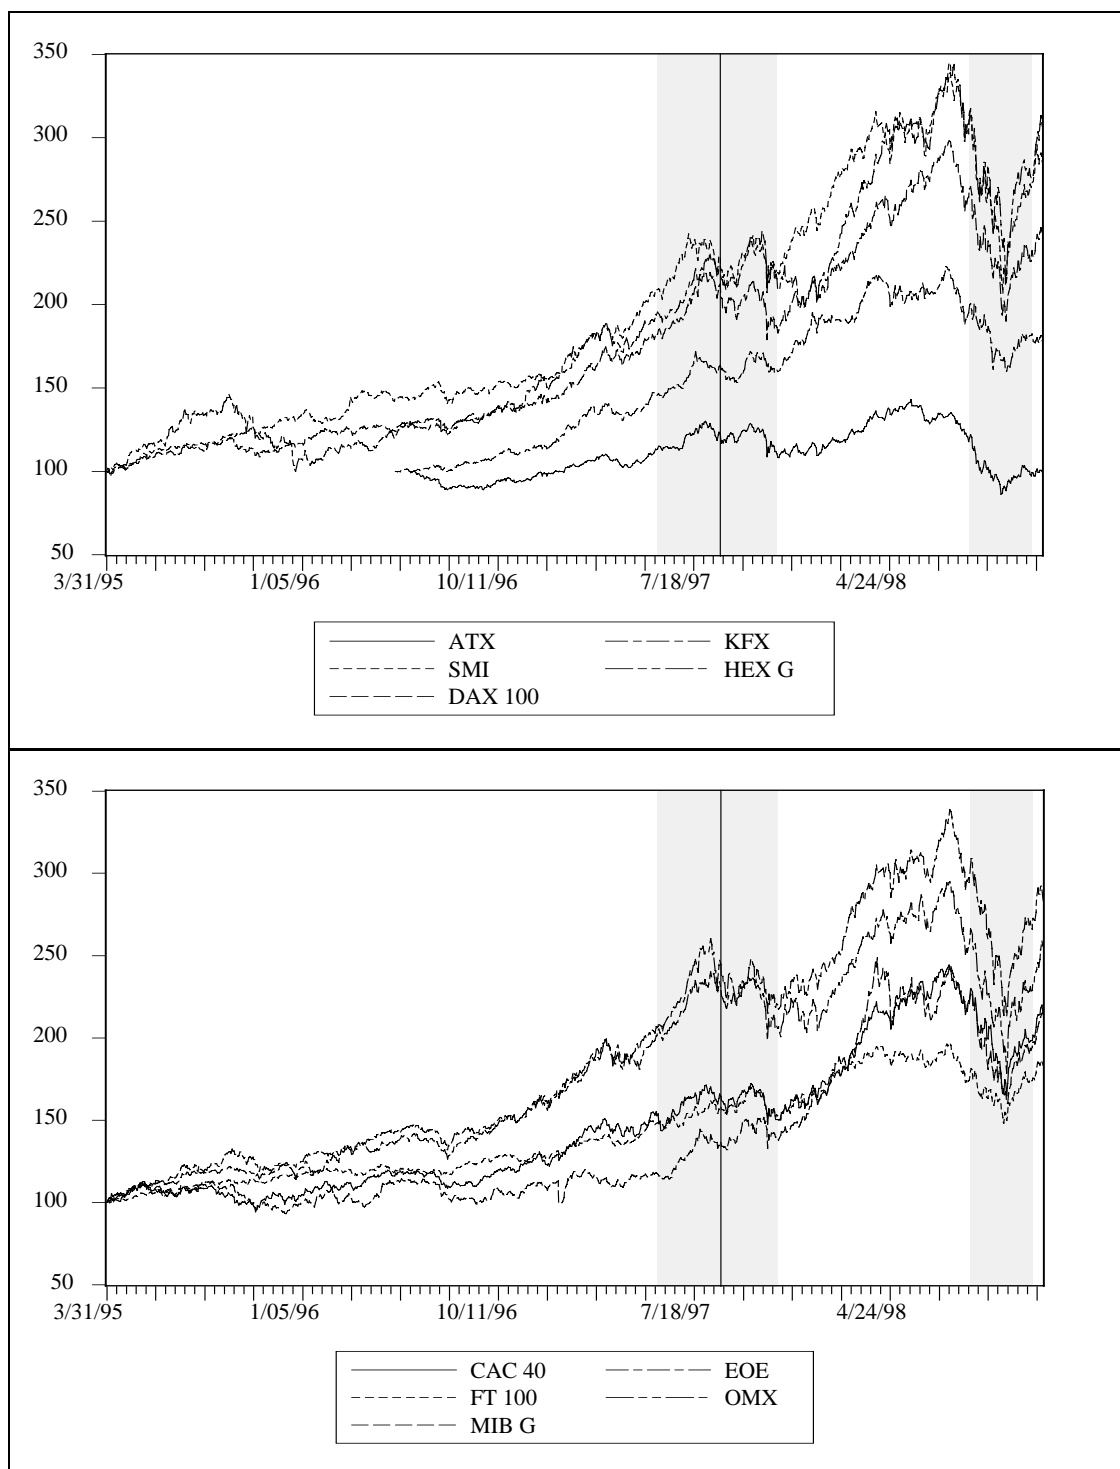 350
300
250
200
150
100
50
3/31/95 1/05/96 10/11/96 7/18/97 4/24/98
ATX KFX
SMI HEX G
DAX 100
350
300
250
200
150
100
50
3/31/95 1/05/96 10/11/96 7/18/97 4/24/98
CAC 40 EOE
FT 100 OMX
MIB G